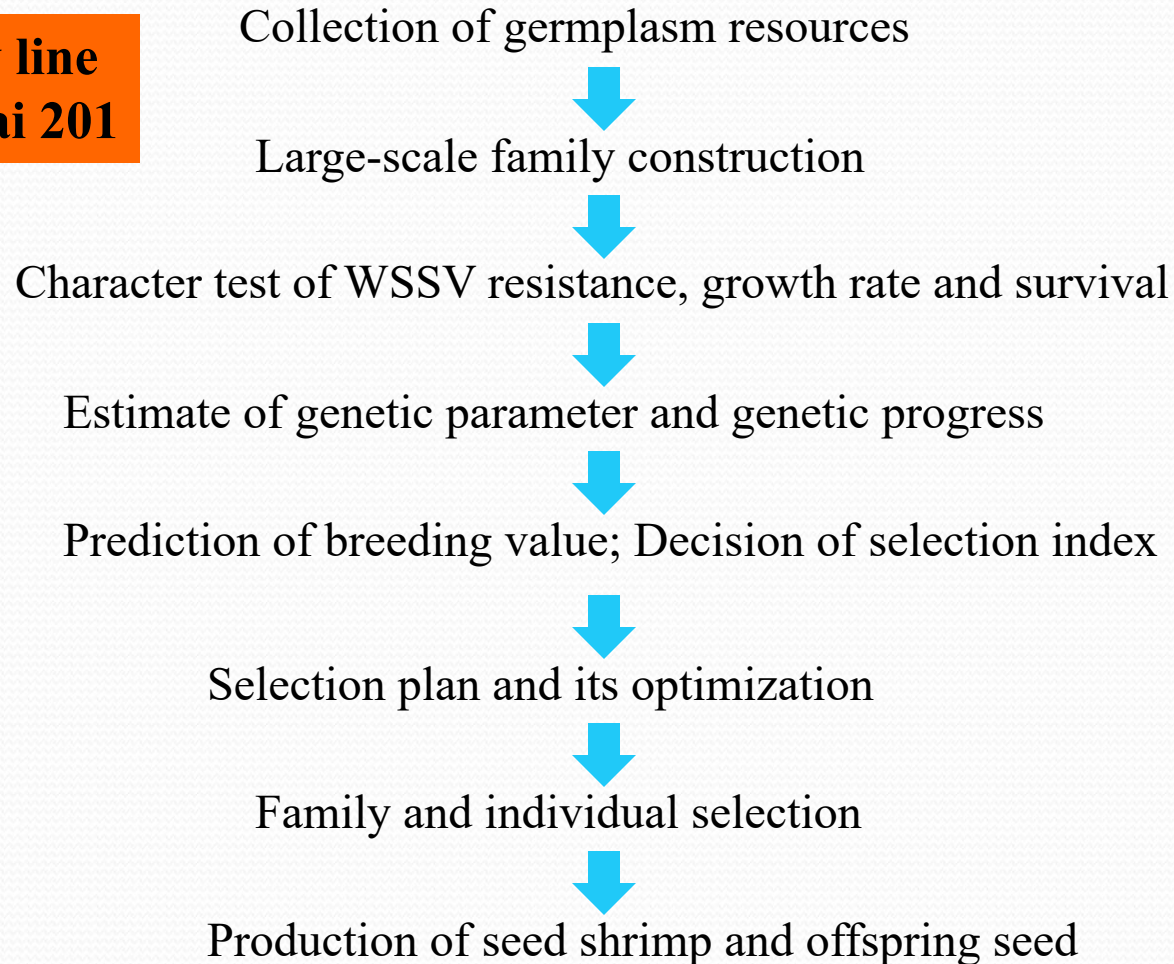 line
201
Collection of germplasm resources
Large-scale family construction
Character test of WSSV resistance, growth rate and survival
Estimate of genetic parameter and genetic progress
Prediction of breeding value; Decision of selection index
Selection plan and its optimization
Family and individual selection
Production of seed shrimp and offspring seed